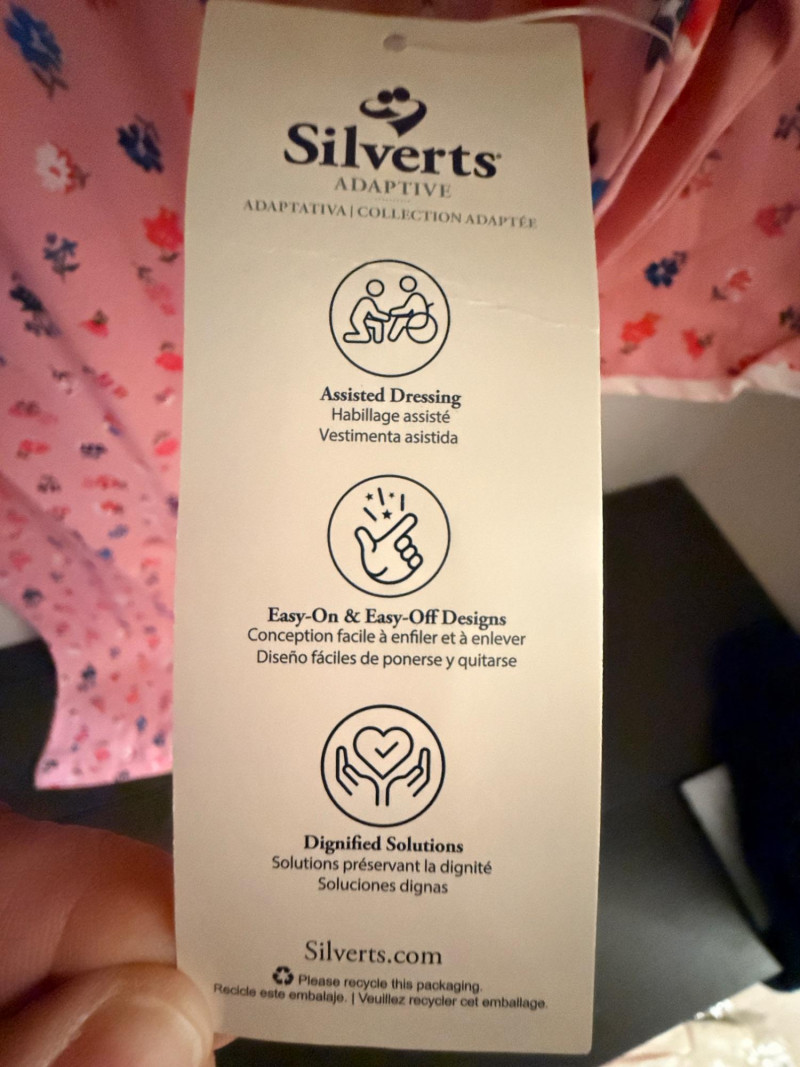 Silverts
ADAPTIVE
ADAPTATIVA | COLLECTION ADAPTÉE
Assisted Dressing
Habillage assisté
Vestimenta asistida
Easy-On & Easy-Off Designs
Conception facile à enfiler et à enlever
Diseño fáciles de ponerse y quitarse
Dignified Solutions
Solutions préservant la dignité
Soluciones dignas
Silverts.com
Please recycle this packaging.
Recicle este embalaje. | Veuillez recycler cet emballage.